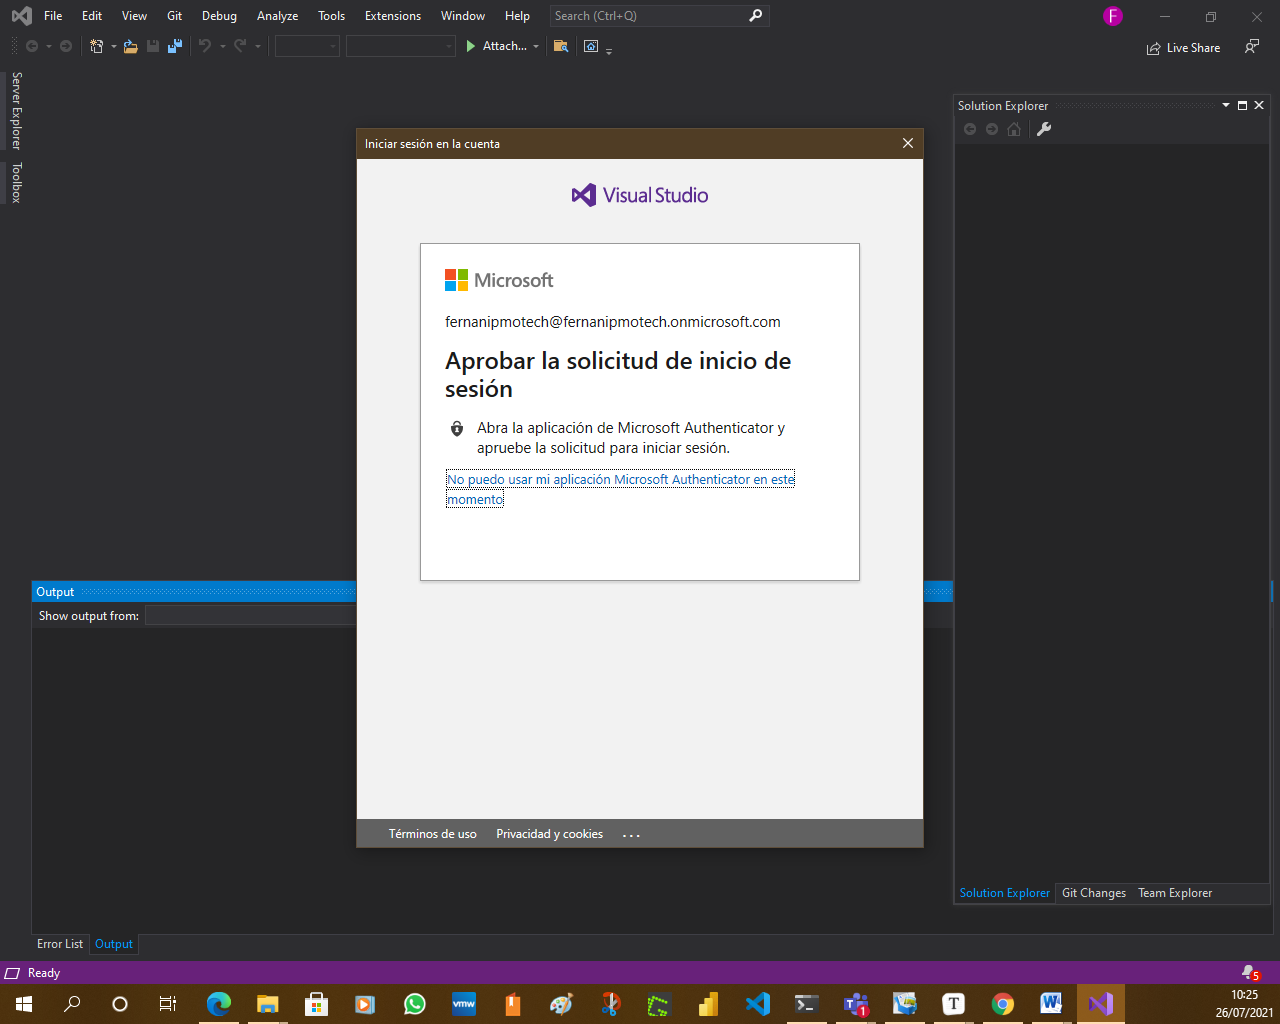 File Edit View Git Debug Analyze Tools Extensions Window Help Search (Ctrl+Q) F
Attach... Live Share
Server Explorer
Toolbox
Solution Explorer
Iniciar sesión en la cuenta
Visual Studio
Microsoft
fernanipmotech@fernanipmotech.onmicrosoft.com
Aprobar la solicitud de inicio de
sesión
Abra la aplicación de Microsoft Authenticator y
apruebe la solicitud para iniciar sesión.
No puedo usar mi aplicación Microsoft Authenticator en este
momento
Output
Show output from:
Términos de uso Privacidad y cookies ...
Solution Explorer Git Changes Team Explorer
Error List Output
Ready 5
vmw 1 T W
10:25
26/07/2021